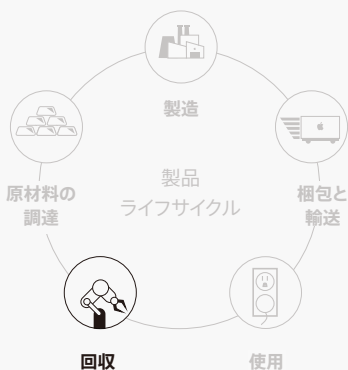 製造
原材料の
調達
製品
ライフサイクル
梱包と
輸送
回収
使用